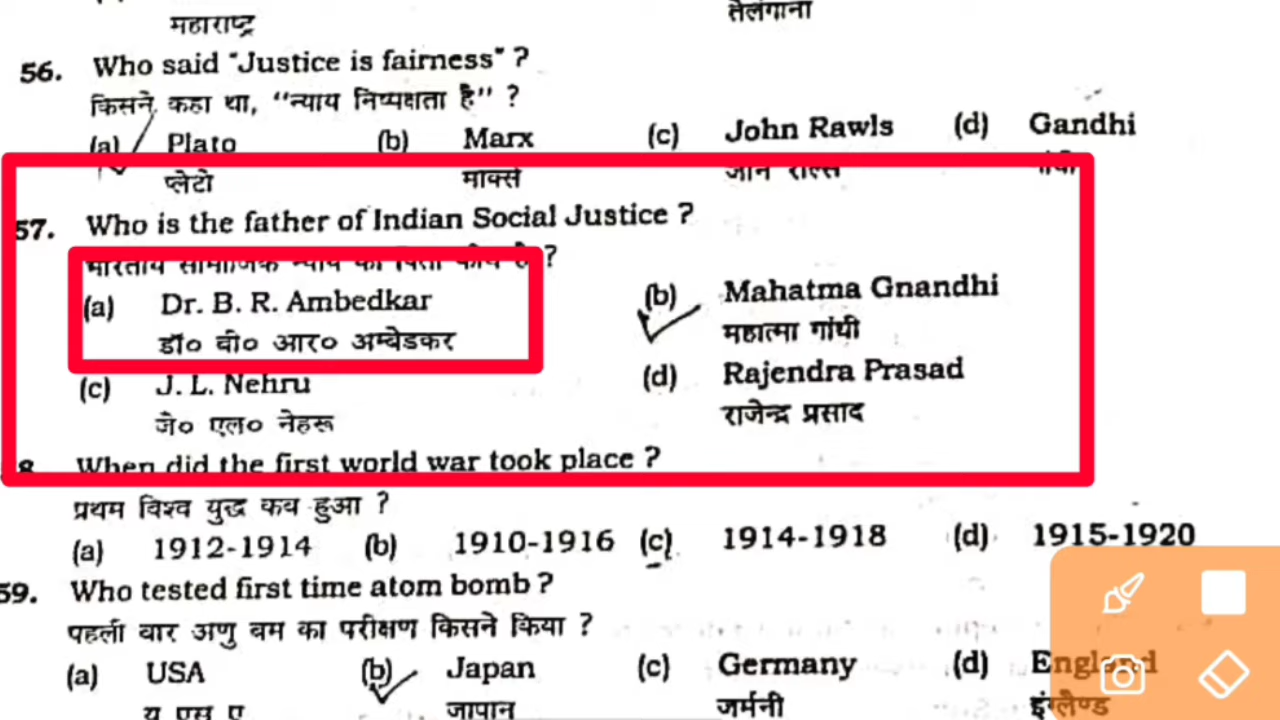 महाराष्ट्र
तेलंगाना
56. Who said "Justice is fairness" ?
किसने कहा था, "न्याय निष्पक्षता है" ?
(a) Plato (b) Marx (c) John Rawls (d) Gandhi
प्लेटो मार्क्स जॉन रॉल्स गांधी
57. Who is the father of Indian Social Justice ?
भारतीय सामाजिक न्याय का पिता कौन है ?
(a) Dr. B. R. Ambedkar (b) Mahatma Gnandhi
डॉ० बी० आर० अम्बेडकर महात्मा गांधी
(c) J. L. Nehru (d) Rajendra Prasad
जे० एल० नेहरू राजेन्द्र प्रसाद
8. When did the first world war took place ?
प्रथम विश्व युद्ध कब हुआ ?
(a) 1912-1914 (b) 1910-1916 (c) 1914-1918 (d) 1915-1920
59. Who tested first time atom bomb ?
पहली बार अणु बम का परीक्षण किसने किया ?
(a) USA (b) Japan (c) Germany (d) England
यू एस ए जापान जर्मनी इंग्लैण्ड